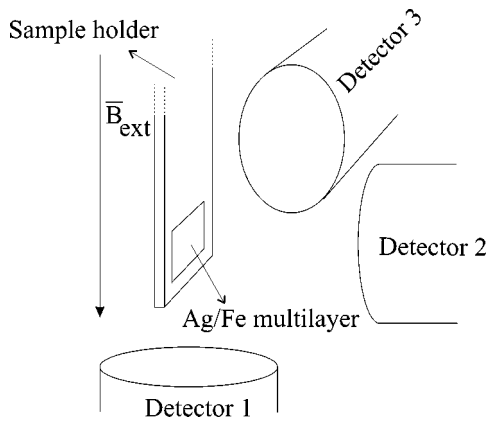 Sample holder
B̅ext
Detector 3
Detector 2
Ag/Fe multilayer
Detector 1